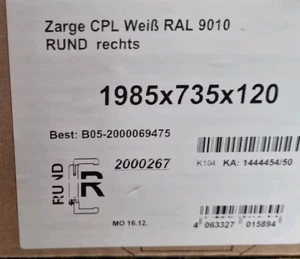 Zarge CPL Weiß RAL 9010
RUND rechts
1985x735x120
Best: B05-2000069475
2000267
K104 KA: 1444454/50
RUND
R
MO 16.12.
4 063327 015894